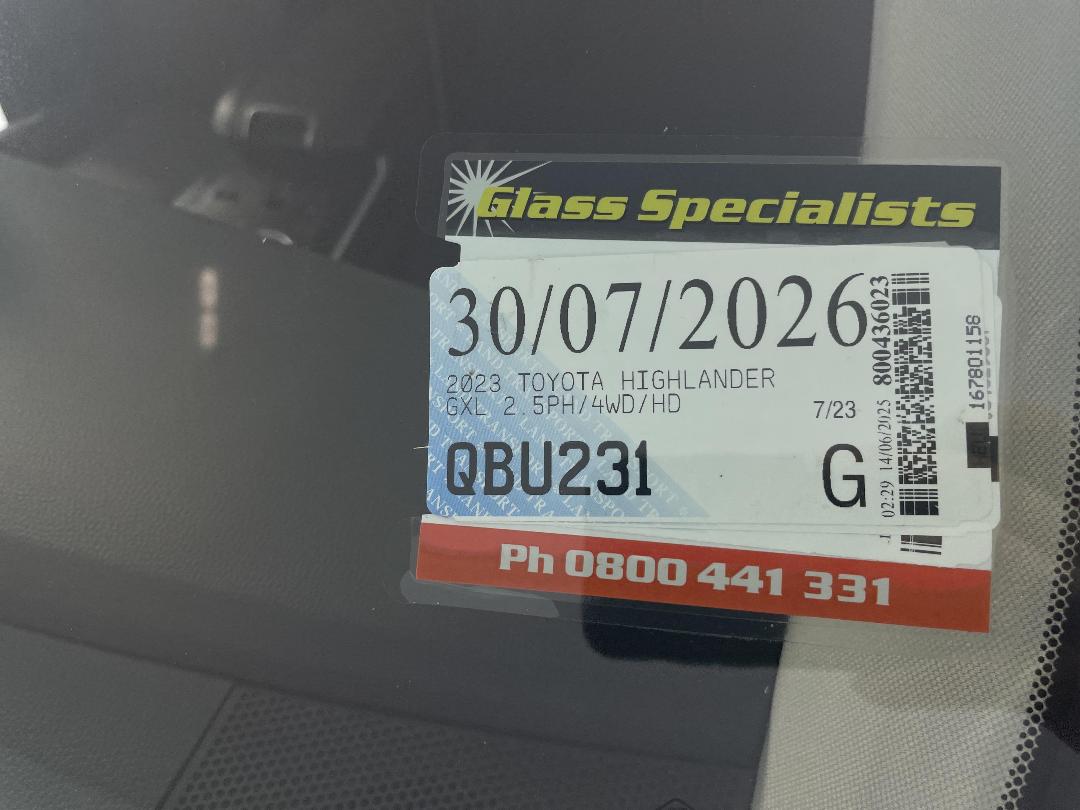 Glass Specialists
30/07/2026
2023 TOYOTA HIGHLANDER
GXL 2.5PH/4WD/HD
7/23
QBU231
G
02:29 14/06/2025 800436023
167801158
Ph 0800 441 331